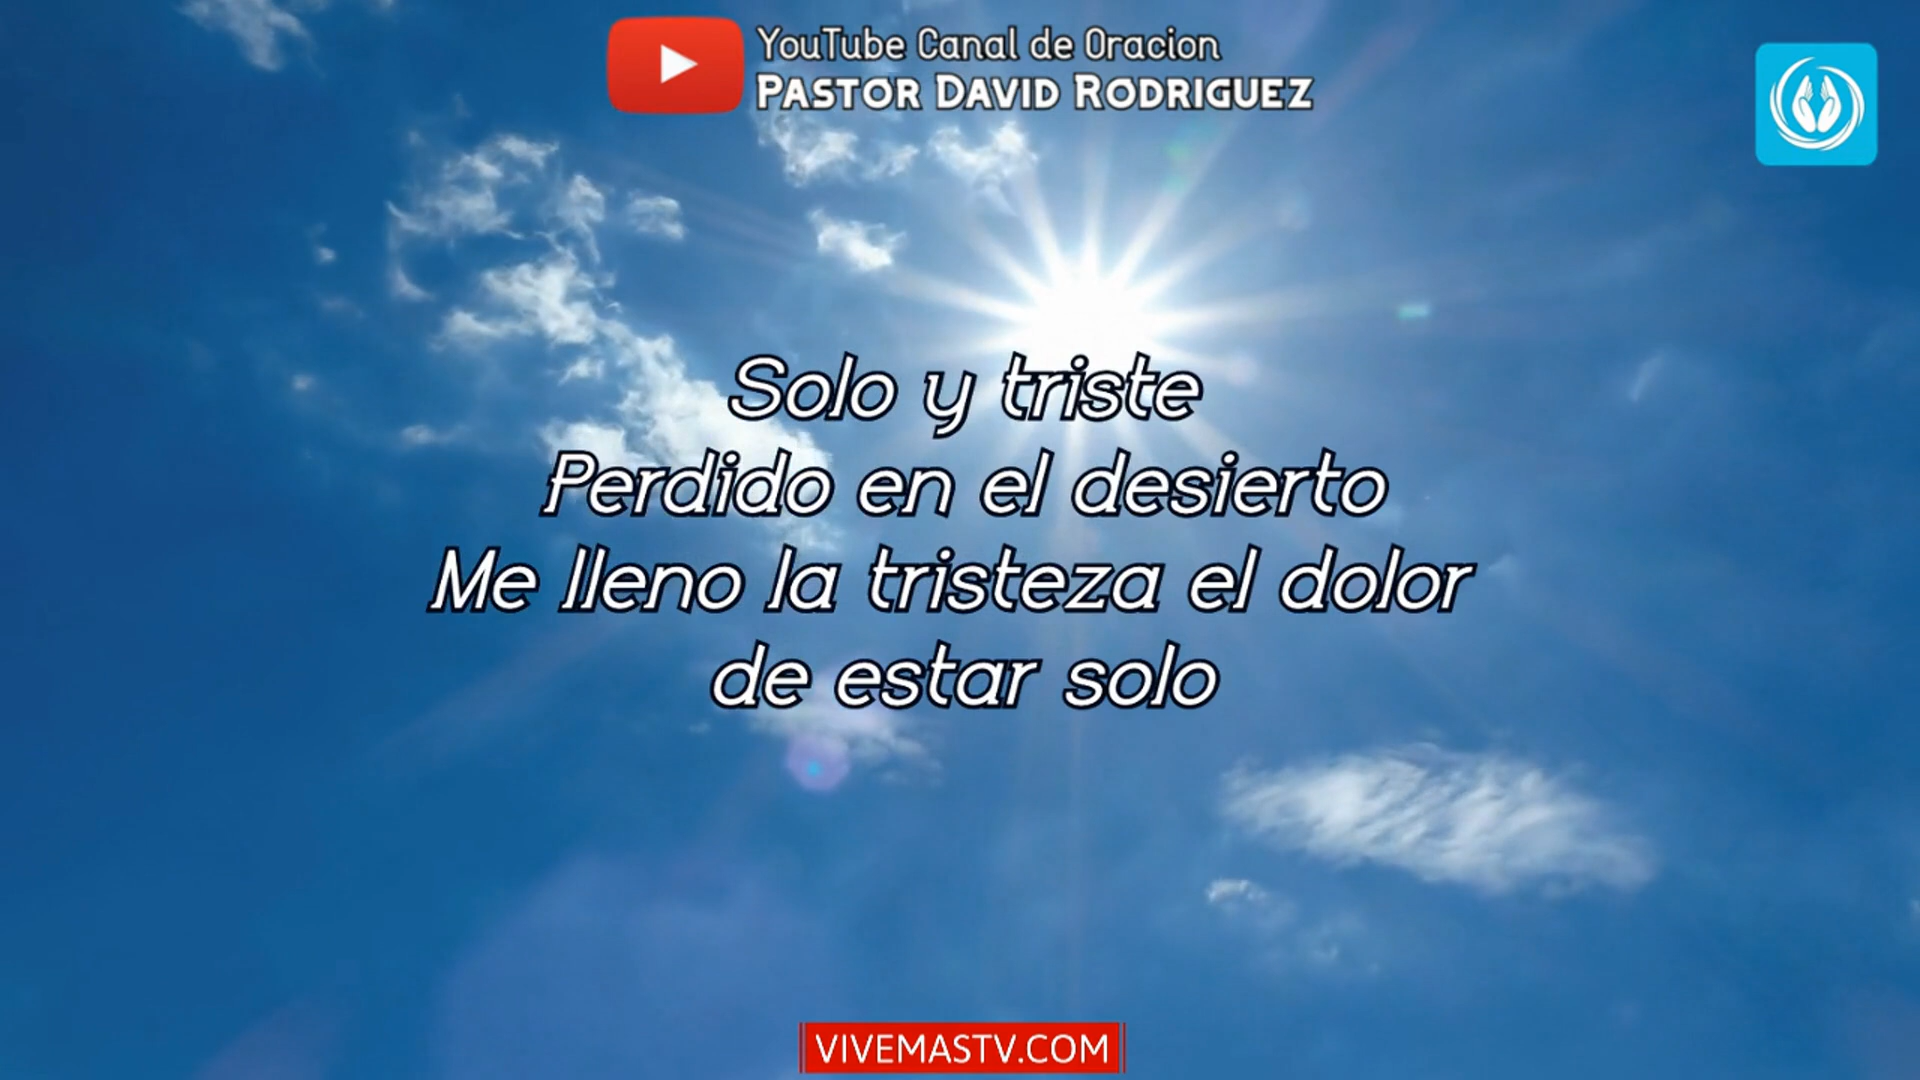 YouTube Canal de Oracion
PASTOR DAVID RODRIGUEZ
Solo y triste
Perdido en el desierto
Me lleno la tristeza el dolor
de estar solo
VIVEMASTV.COM